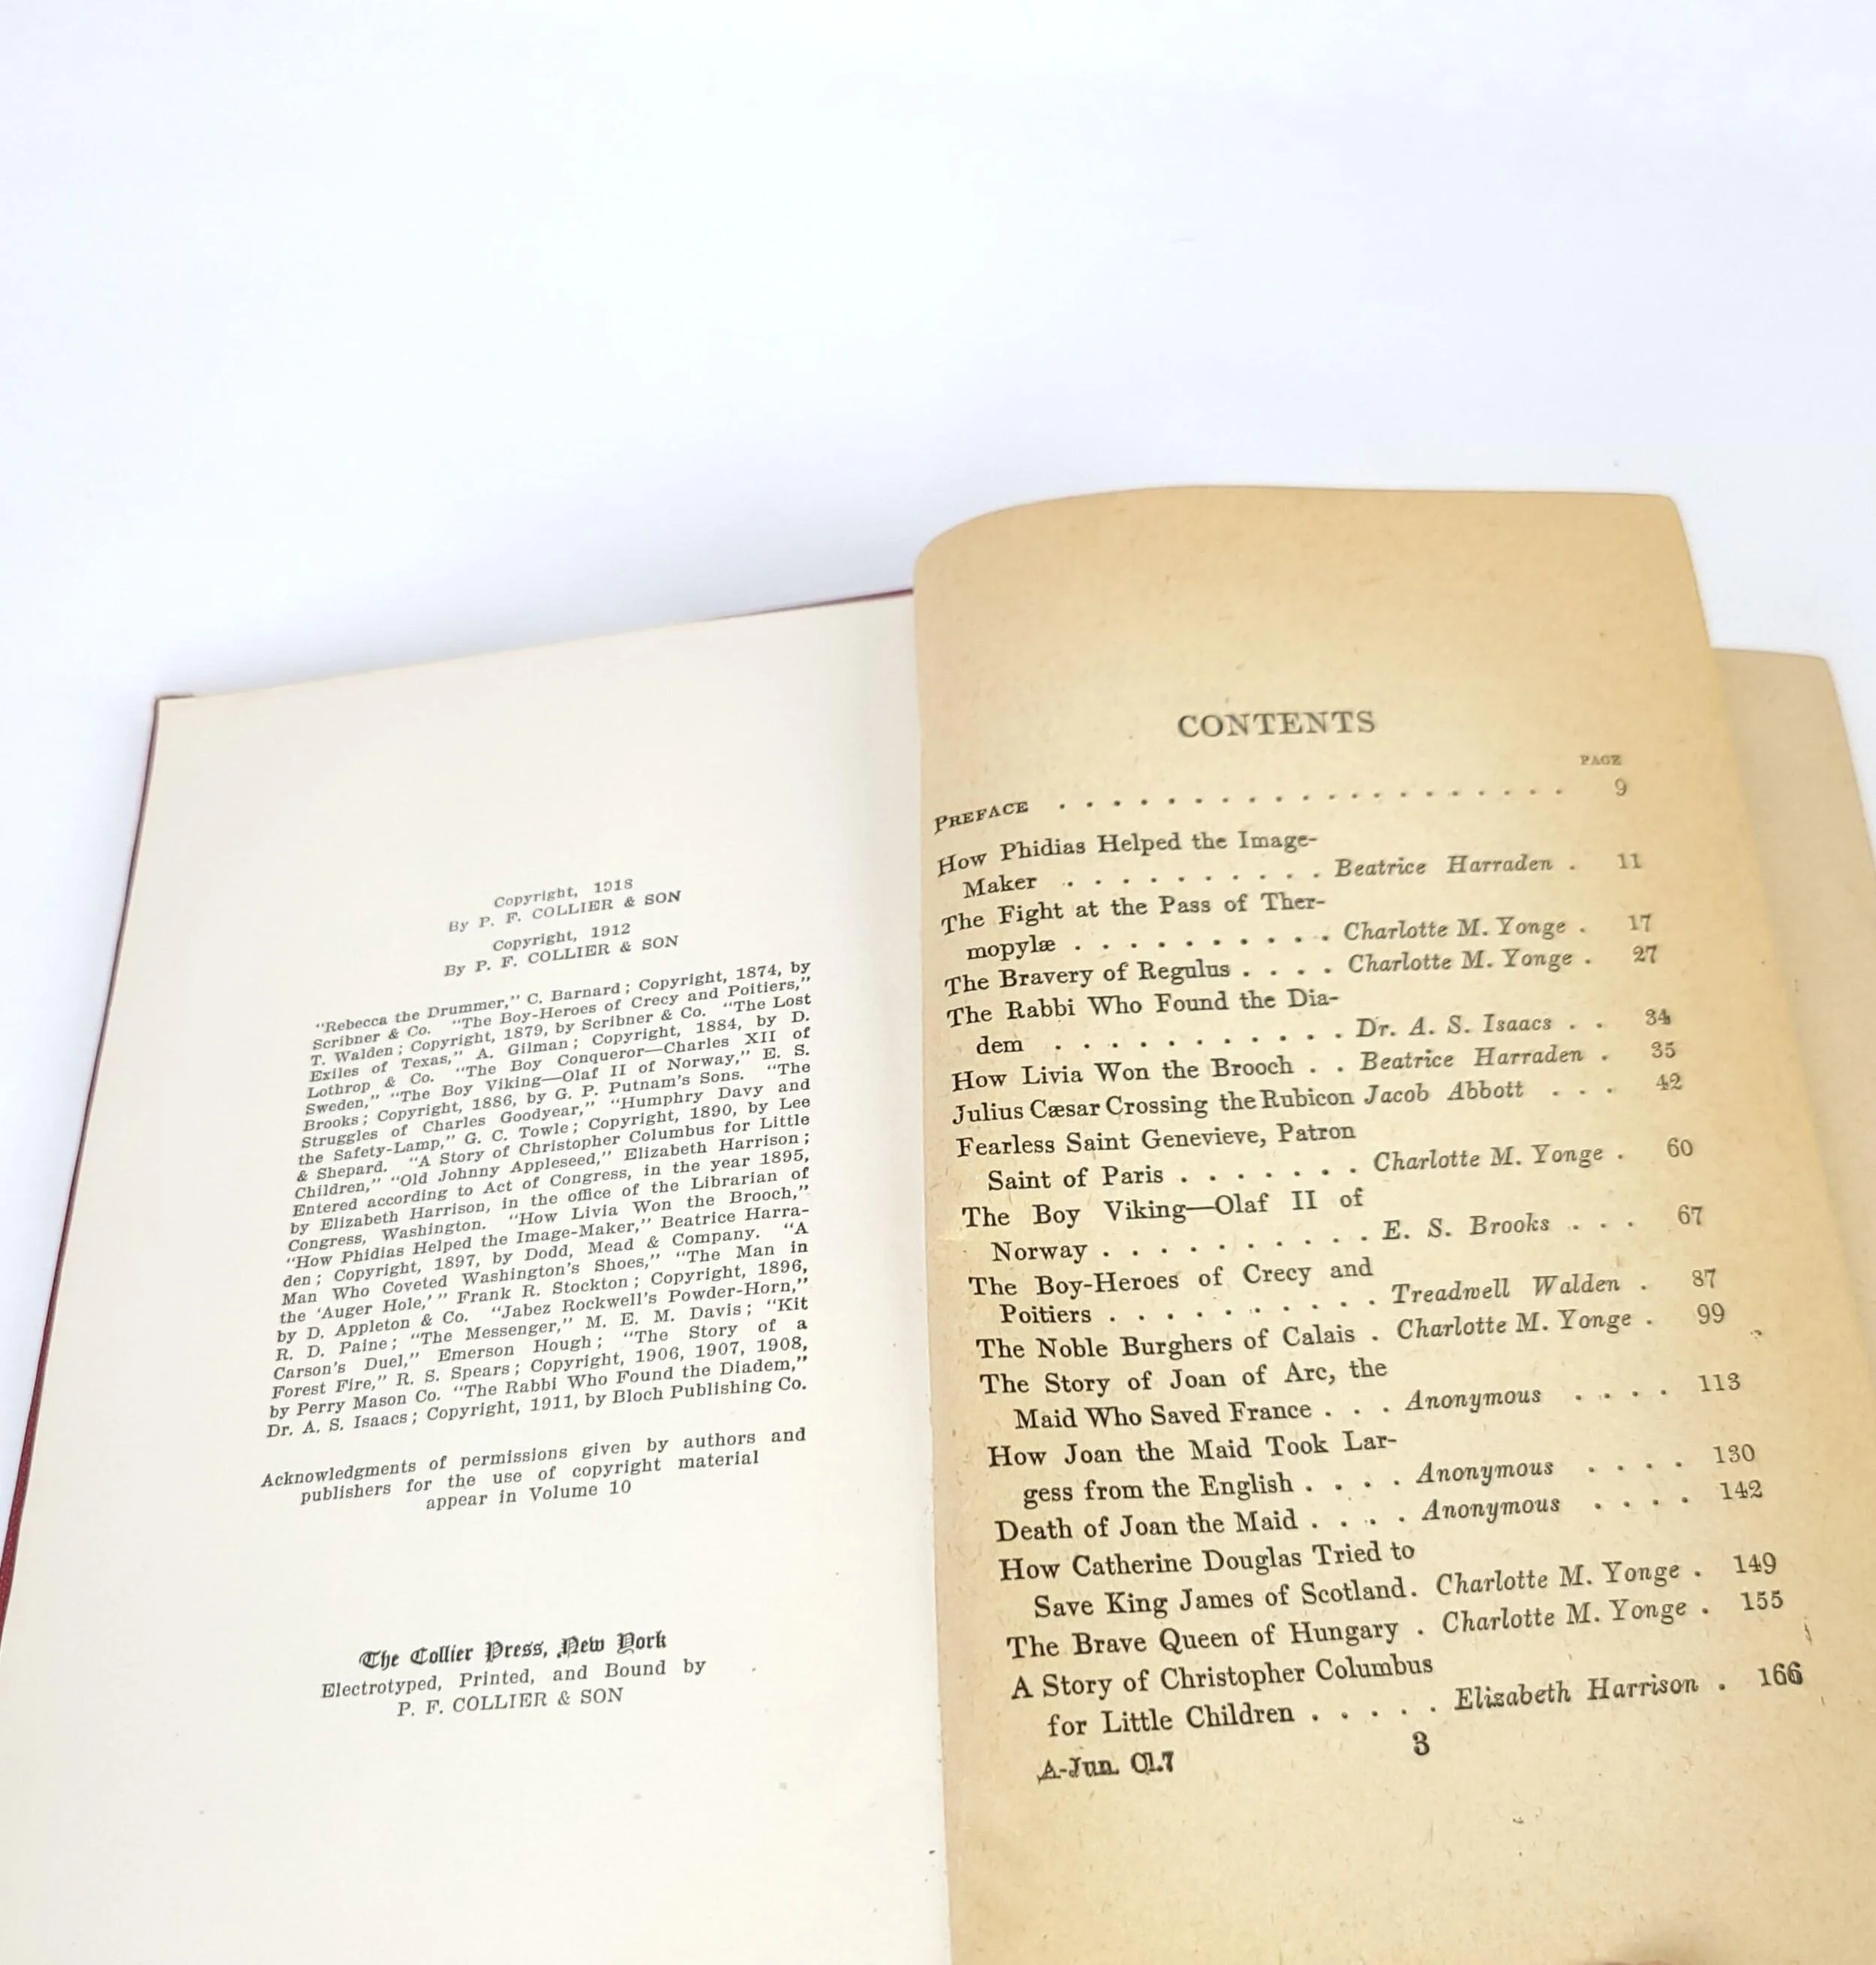 Copyright, 1918
By P. F. COLLIER & SON
Copyright, 1912
By P. F. COLLIER & SON
"Rebecca the Drummer," C. Barnard; Copyright, 1874, by
Scribner & Co. "The Boy-Heroes of Crecy and Poitiers,"
T. Walden; Copyright, 1879, by Scribner & Co. "The Lost
Exiles of Texas," A. Gilman; Copyright, 1884, by D.
Lothrop & Co. "The Boy Conqueror—Charles XII of
Sweden," "The Boy Viking—Olaf II of Norway," E. S.
Brooks; Copyright, 1886, by G. P. Putnam's Sons. "The
Struggles of Charles Goodyear," "Humphry Davy and
the Safety-Lamp," G. C. Towle; Copyright, 1890, by Lee
& Shepard. "A Story of Christopher Columbus for Little
Children," "Old Johnny Appleseed," Elizabeth Harrison;
Entered according to Act of Congress, in the year 1895,
by Elizabeth Harrison, in the office of the Librarian of
Congress, Washington. "How Livia Won the Brooch,"
"How Phidias Helped the Image-Maker," Beatrice Harra-
den; Copyright, 1897, by Dodd, Mead & Company. "A
Man Who Coveted Washington's Shoes," "The Man in
the 'Auger Hole,'" Frank R. Stockton; Copyright, 1896,
by D. Appleton & Co. "Jabez Rockwell's Powder-Horn,"
R. D. Paine; "The Messenger," M. E. M. Davis; "Kit
Carson's Duel," Emerson Hough; "The Story of a
Forest Fire," R. S. Spears; Copyright, 1906, 1907, 1908,
by Perry Mason Co. "The Rabbi Who Found the Diadem,"
Dr. A. S. Isaacs; Copyright, 1911, by Bloch Publishing Co.
Acknowledgments of permissions given by authors and
publishers for the use of copyright material
appear in Volume 10
The Collier Press, New York
Electrotyped, Printed, and Bound by
P. F. COLLIER & SON
CONTENTS
PAGE
PREFACE . . . . . . . . . . . . . . . . . . . 9
How Phidias Helped the Image-
Maker . . . . . . . . . . Beatrice Harraden . 11
The Fight at the Pass of Ther-
mopylæ . . . . . . . . . . Charlotte M. Yonge . 17
The Bravery of Regulus . . . . Charlotte M. Yonge . 27
The Rabbi Who Found the Dia-
dem . . . . . . . . . . . Dr. A. S. Isaacs . . 34
How Livia Won the Brooch . . Beatrice Harraden . 35
Julius Cæsar Crossing the Rubicon Jacob Abbott . . . 42
Fearless Saint Genevieve, Patron
Saint of Paris . . . . . . . Charlotte M. Yonge . 60
The Boy Viking—Olaf II of
Norway . . . . . . . . . . E. S. Brooks . . . 67
The Boy-Heroes of Crecy and
Poitiers . . . . . . . . . . Treadwell Walden . 87
The Noble Burghers of Calais . Charlotte M. Yonge . 99
The Story of Joan of Arc, the
Maid Who Saved France . . . Anonymous . . . . 113
How Joan the Maid Took Lar-
gess from the English . . . . Anonymous . . . . 130
Death of Joan the Maid . . . . Anonymous . . . . 142
How Catherine Douglas Tried to
Save King James of Scotland. Charlotte M. Yonge . 149
The Brave Queen of Hungary . Charlotte M. Yonge . 155
A Story of Christopher Columbus
for Little Children . . . . . Elizabeth Harrison . 166
3
A-Jun. Cl.7